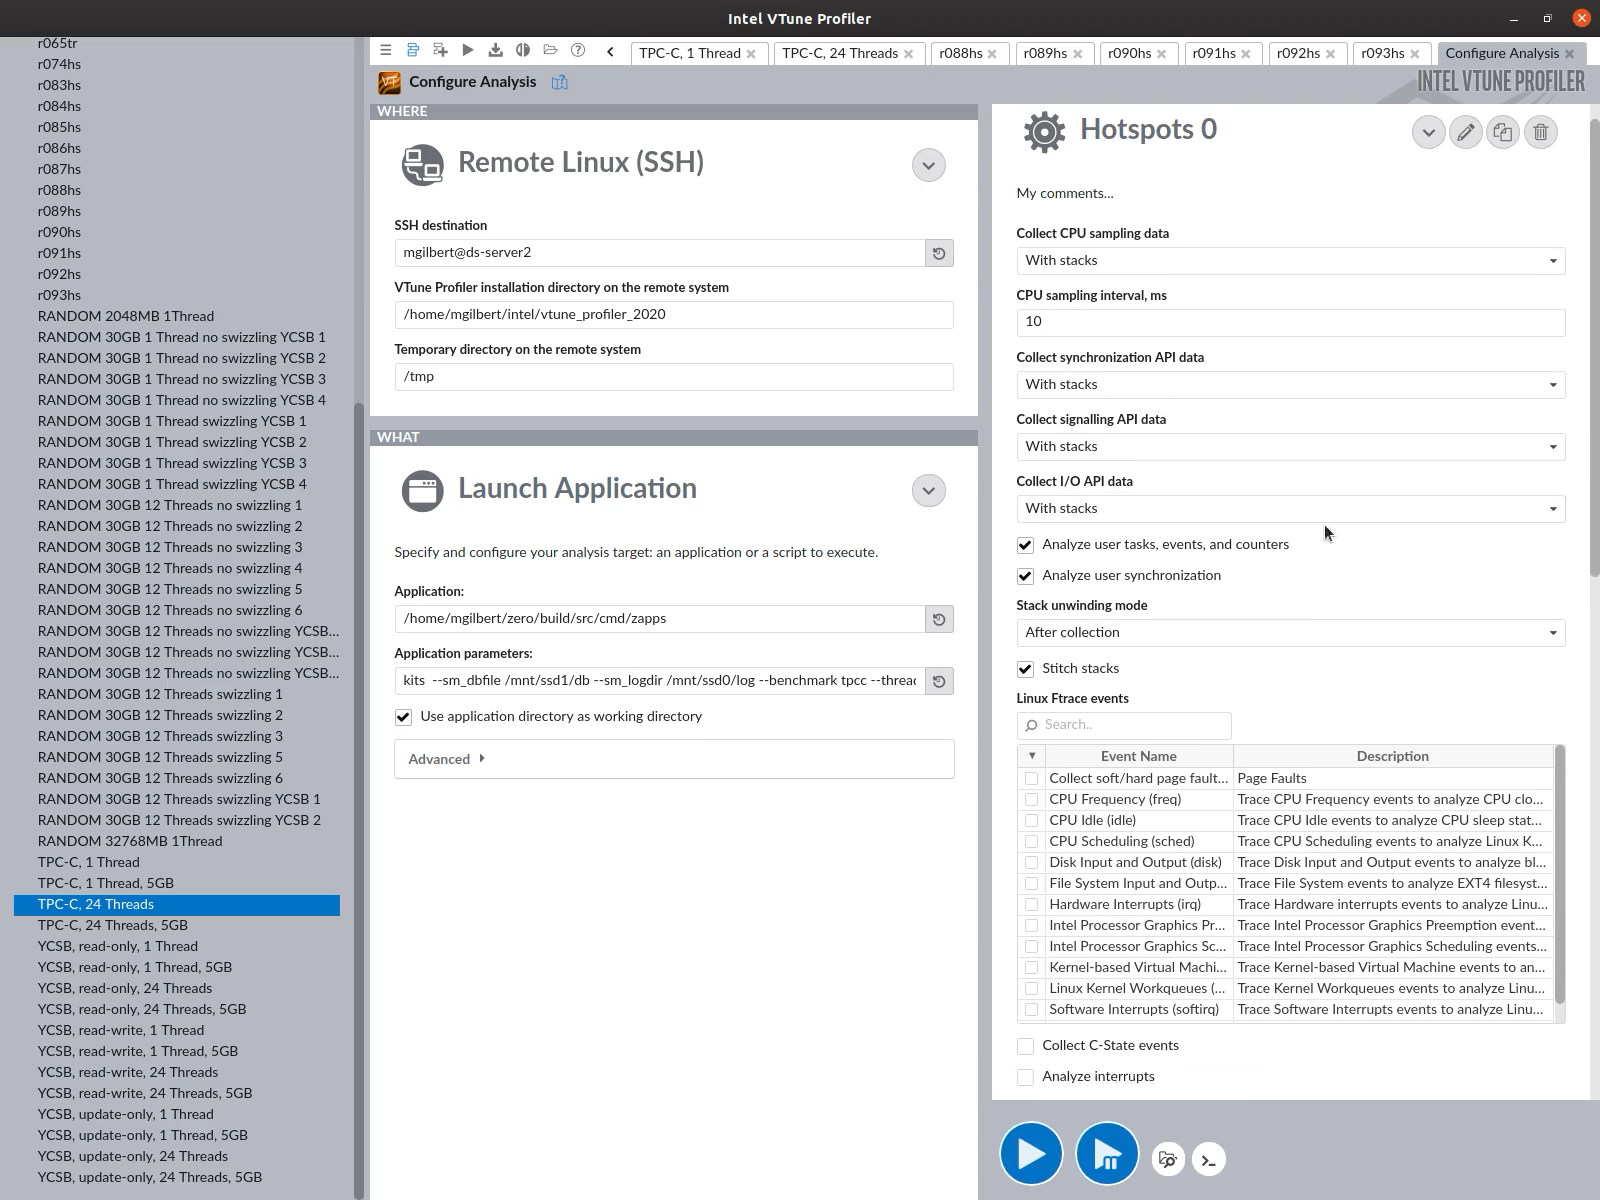 Intel VTune Profiler
r065tr
r074hs
r083hs
r084hs
r085hs
r086hs
r087hs
r088hs
r089hs
r090hs
r091hs
r092hs
r093hs
RANDOM 2048MB 1Thread
RANDOM 30GB 1 Thread no swizzling YCSB 1
RANDOM 30GB 1 Thread no swizzling YCSB 2
RANDOM 30GB 1 Thread no swizzling YCSB 3
RANDOM 30GB 1 Thread no swizzling YCSB 4
RANDOM 30GB 1 Thread swizzling YCSB 1
RANDOM 30GB 1 Thread swizzling YCSB 2
RANDOM 30GB 1 Thread swizzling YCSB 3
RANDOM 30GB 1 Thread swizzling YCSB 4
RANDOM 30GB 12 Threads no swizzling 1
RANDOM 30GB 12 Threads no swizzling 2
RANDOM 30GB 12 Threads no swizzling 3
RANDOM 30GB 12 Threads no swizzling 4
RANDOM 30GB 12 Threads no swizzling 5
RANDOM 30GB 12 Threads no swizzling 6
RANDOM 30GB 12 Threads no swizzling YCSB...
RANDOM 30GB 12 Threads no swizzling YCSB...
RANDOM 30GB 12 Threads no swizzling YCSB...
RANDOM 30GB 12 Threads swizzling 1
RANDOM 30GB 12 Threads swizzling 2
RANDOM 30GB 12 Threads swizzling 3
RANDOM 30GB 12 Threads swizzling 5
RANDOM 30GB 12 Threads swizzling 6
RANDOM 30GB 12 Threads swizzling YCSB 1
RANDOM 30GB 12 Threads swizzling YCSB 2
RANDOM 32768MB 1Thread
TPC-C, 1 Thread
TPC-C, 1 Thread, 5GB
TPC-C, 24 Threads
TPC-C, 24 Threads, 5GB
YCSB, read-only, 1 Thread
YCSB, read-only, 1 Thread, 5GB
YCSB, read-only, 24 Threads
YCSB, read-only, 24 Threads, 5GB
YCSB, read-write, 1 Thread
YCSB, read-write, 1 Thread, 5GB
YCSB, read-write, 24 Threads
YCSB, read-write, 24 Threads, 5GB
YCSB, update-only, 1 Thread
YCSB, update-only, 1 Thread, 5GB
YCSB, update-only, 24 Threads
YCSB, update-only, 24 Threads, 5GB
TPC-C, 1 Thread TPC-C, 24 Threads r088hs r089hs r090hs r091hs r092hs r093hs Configure Analysis
Configure Analysis
INTEL VTUNE PROFILER
WHERE
Remote Linux (SSH)
SSH destination
mgilbert@ds-server2
VTune Profiler installation directory on the remote system
/home/mgilbert/intel/vtune_profiler_2020
Temporary directory on the remote system
/tmp
WHAT
Launch Application
Specify and configure your analysis target: an application or a script to execute.
Application:
/home/mgilbert/zero/build/src/cmd/zapps
Application parameters:
kits --sm_dbfile /mnt/ssd1/db --sm_logdir /mnt/ssd0/log --benchmark tpcc --threac
Use application directory as working directory
Advanced
Hotspots 0
My comments...
Collect CPU sampling data
With stacks
CPU sampling interval, ms
10
Collect synchronization API data
With stacks
Collect signalling API data
With stacks
Collect I/O API data
With stacks
Analyze user tasks, events, and counters
Analyze user synchronization
Stack unwinding mode
After collection
Stitch stacks
Linux Ftrace events
Search..
Event Name Description
Collect soft/hard page fault... Page Faults
CPU Frequency (freq) Trace CPU Frequency events to analyze CPU clo...
CPU Idle (idle) Trace CPU Idle events to analyze CPU sleep stat...
CPU Scheduling (sched) Trace CPU Scheduling events to analyze Linux K...
Disk Input and Output (disk) Trace Disk Input and Output events to analyze bl...
File System Input and Outp... Trace File System events to analyze EXT4 filesyst...
Hardware Interrupts (irq) Trace Hardware interrupts events to analyze Linu...
Intel Processor Graphics Pr... Trace Intel Processor Graphics Preemption event...
Intel Processor Graphics Sc... Trace Intel Processor Graphics Scheduling events...
Kernel-based Virtual Machi... Trace Kernel-based Virtual Machine events to an...
Linux Kernel Workqueues (... Trace Kernel Workqueues events to analyze Linu...
Software Interrupts (softirq) Trace Software Interrupts events to analyze Linu...
Collect C-State events
Analyze interrupts